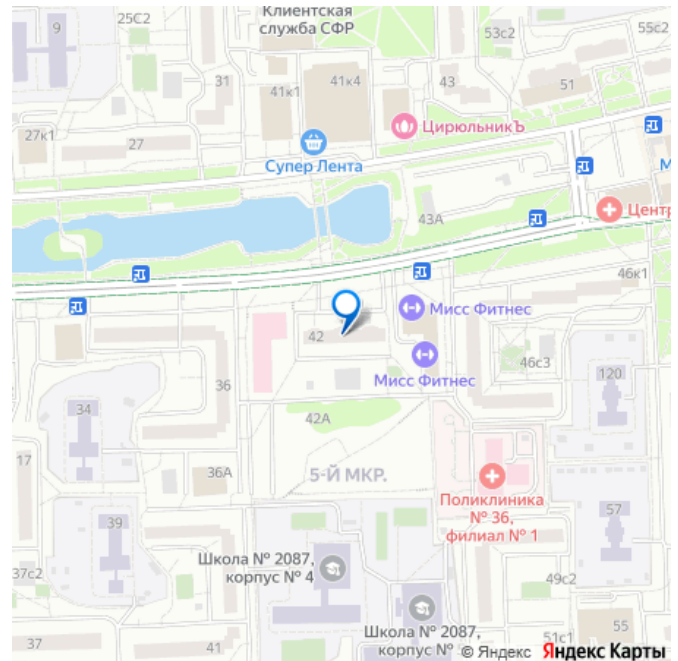 25С2
Клиентская
служба СФР
53с2
9
31
41к1
41к4
43
51
27к1
27
ЦирюльникЪ
Супер Лента
М
43А
Центр
46к1
42
Мисс Фитнес
Мисс Фитнес
46с3
36
120
34
42А
17
36А
5-Й МКР.
Поликлиника
№ 36,
филиал № 1
39
57
Школа № 2087,
корпус № 4
37с2
49с2
Школа № 2087,
корпус №
55
37
41
51с1
© Яндекс Яндекс Карты